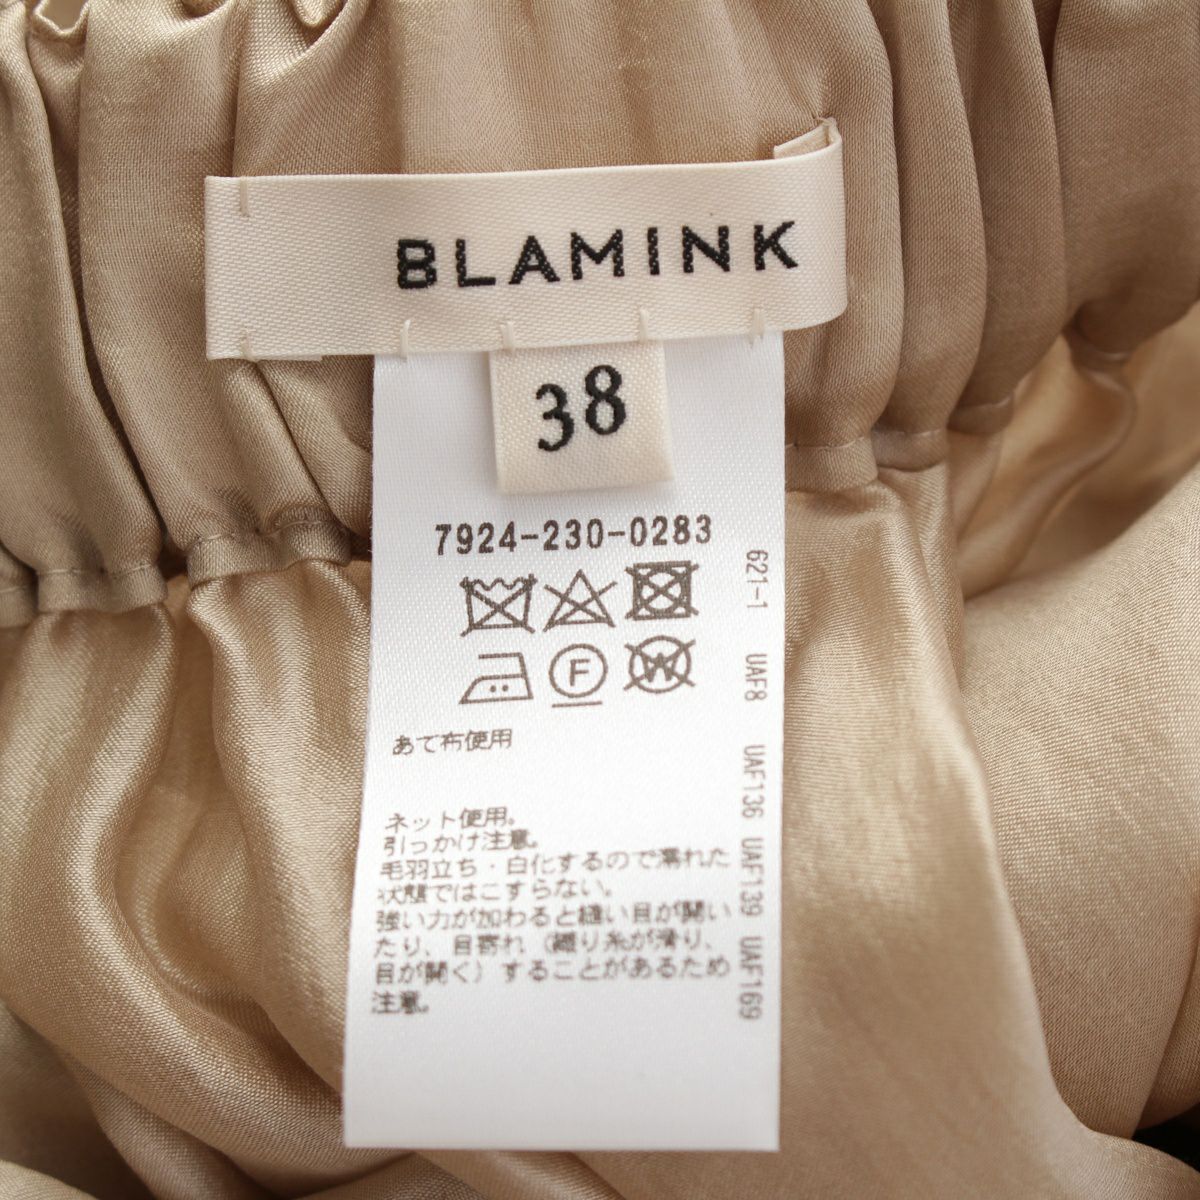 BLAMINK
38
7924-230-0283
F
W
あて布使用
ネット使用。
引っかけ注意。
毛羽立ち・白化するので濡れた
状態ではこすらない。
強い力が加わると縫い目が開い
たり、目寄れ（織り糸が滑り、
目が開く）することがあるため
注意。
621-1 UAF8 UAF136 UAF139 UAF169